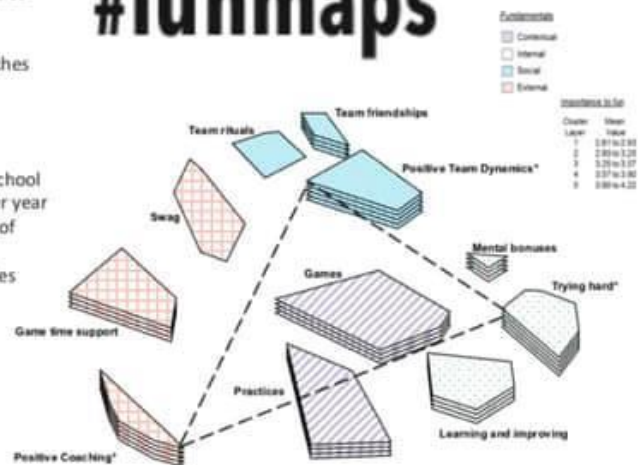 #funmaps
ches
chool
r year
of
es
Fundamentals
Contextual
Internal
Social
External
Importance to fun
Cluster Mean
Layer Value
1
2
3
4
5
Team friendships
Team rituals
Positive Team Dynamics*
Swag
Mental bonuses
Games
Trying hard*
Game time support
Practices
Learning and improving
Positive Coaching*